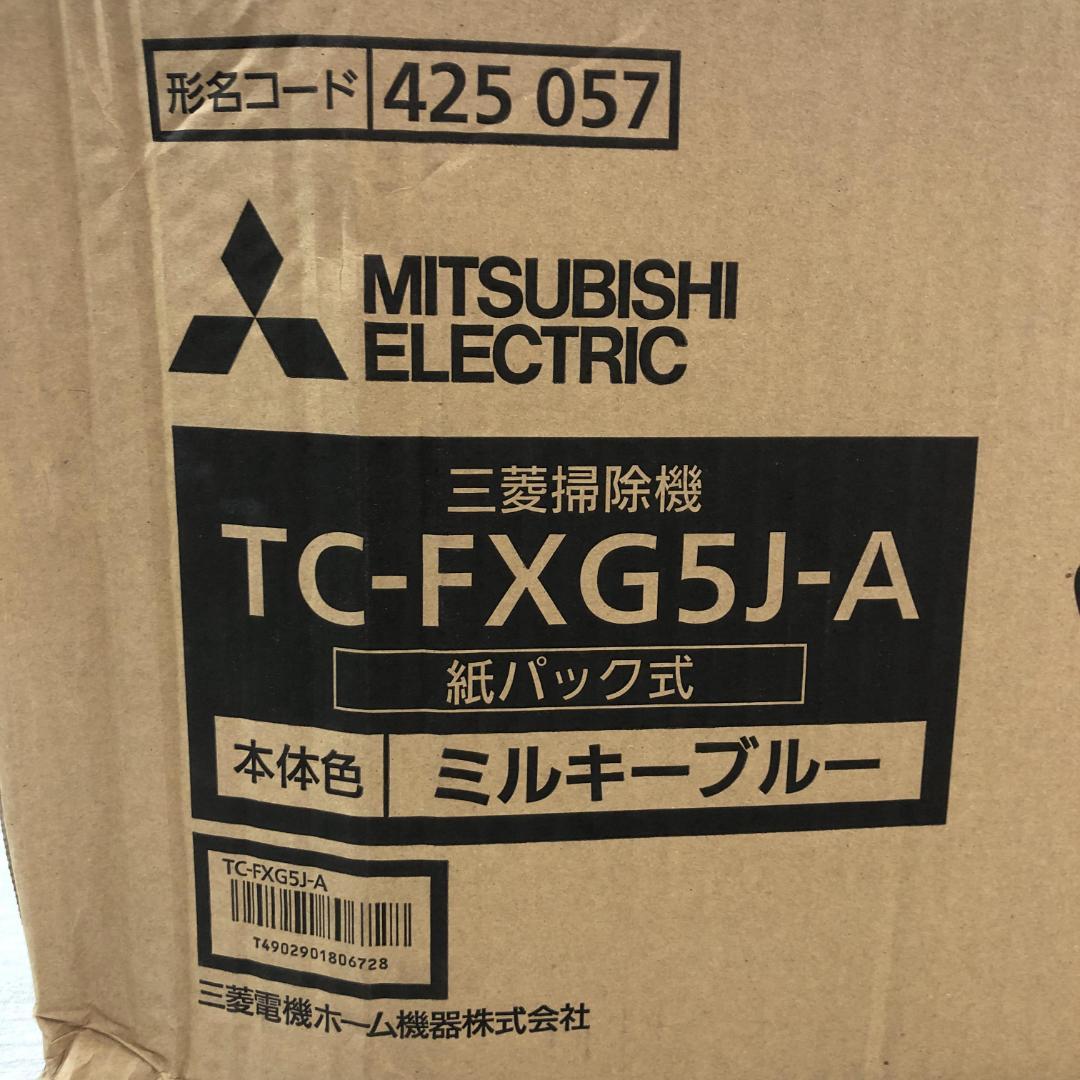 形名コード 425 057
MITSUBISHI
ELECTRIC
三菱掃除機
TC-FXG5J-A
紙パック式
本体色 ミルキーブルー
TC-FXG5J-A
T4902901806728
三菱電機ホーム機器株式会社